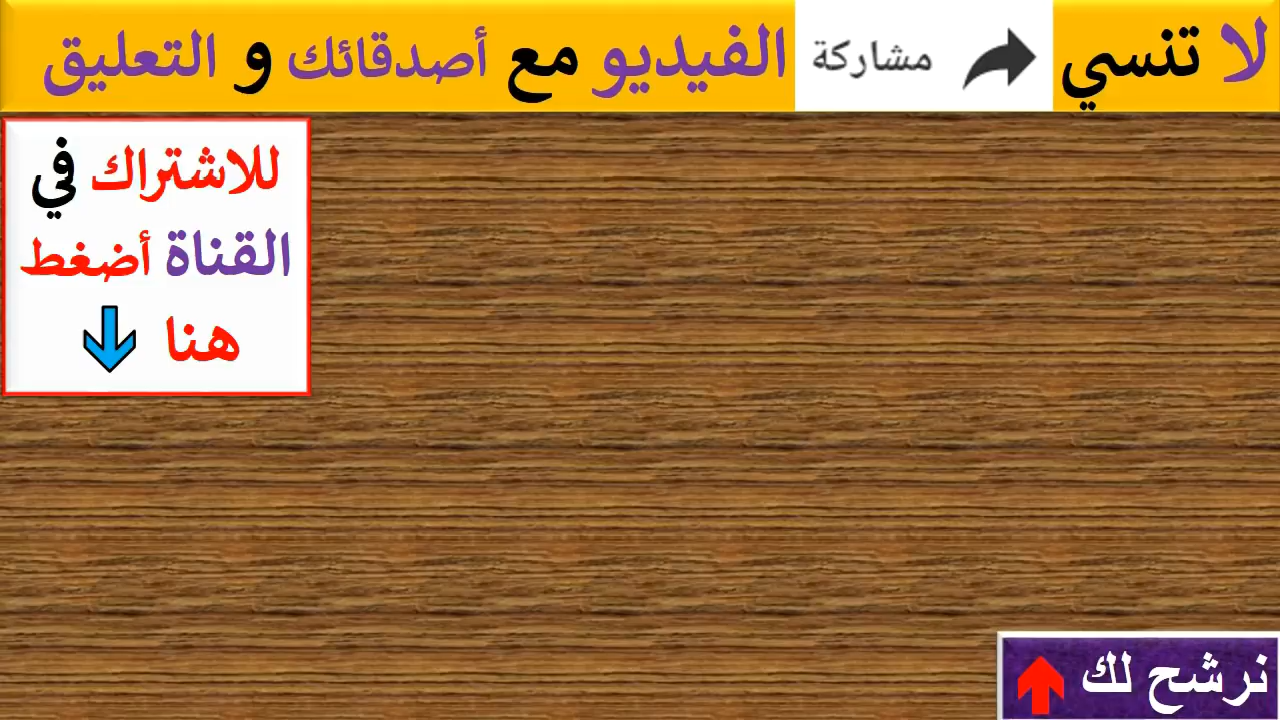 لا تنسي مشاركة الفيديو مع أصدقائك و التعليق
للاشتراك في
القناة أضغط
هنا
نرشح لك